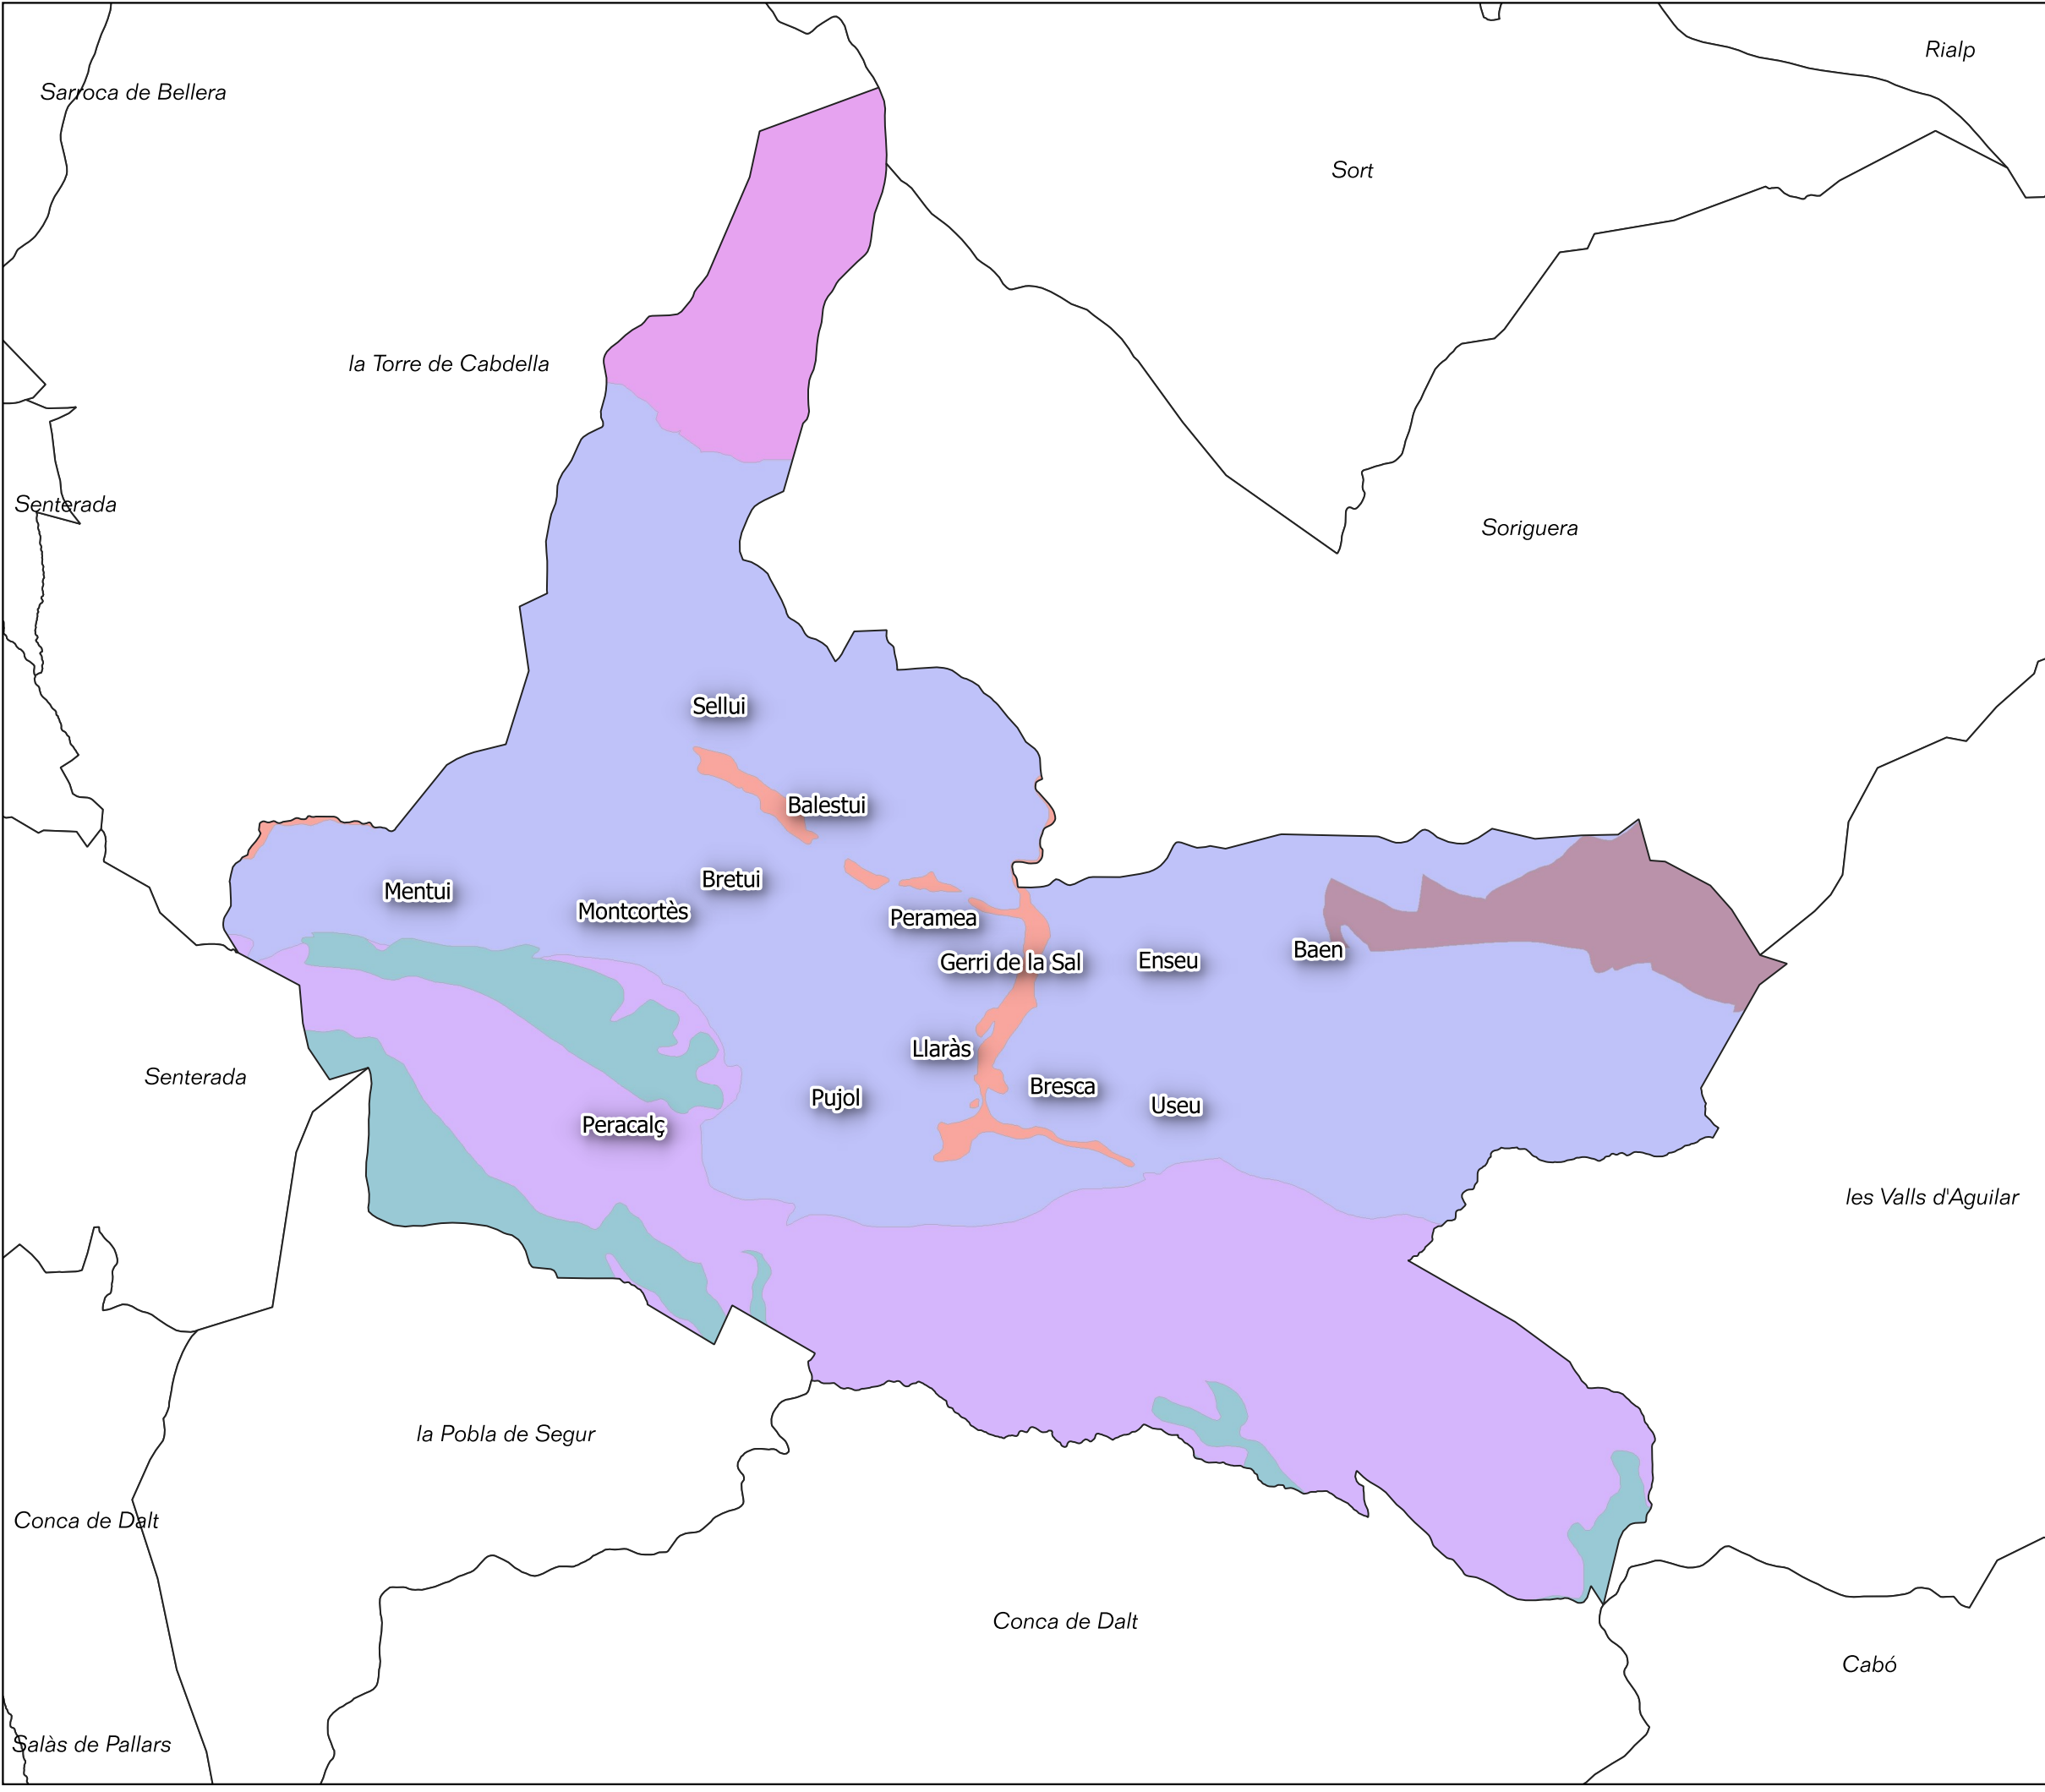 Rialp
Sarroca de Bellera
Sort
la Torre de Cabdella
Senterada
Soriguera
Sellui
Balestui
Bretui
Mentui
Montcortès
Peramea
Baen
Gerri de la Sal
Enseu
Llaràs
Senterada
Bresca
Pujol
Useu
Peracalç
les Valls d'Aguilar
la Pobla de Segur
Conca de Dalt
Conca de Dalt
Cabó
Salàs de Pallars